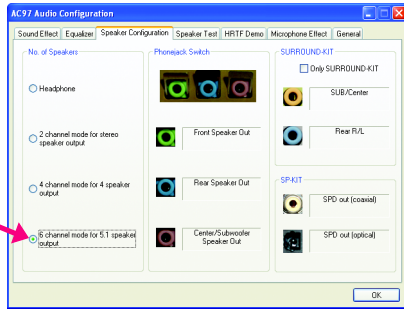 AC97 Audio Configuration
Sound Effect Equalizer Speaker Configuration Speaker Test HRTF Demo Microphone Effect General
No. of Speakers
Headphone
2 channel mode for stereo
speaker output
4 channel mode for 4 speaker
output
6 channel mode for 5.1 speaker
output
Phonejack Switch
Front Speaker Out
Rear Speaker Out
Center/Subwoofer
Speaker Out
SURROUND-KIT
Only SURROUND-KIT
SUB/Center
Rear R/L
SP-KIT
SPD out (coaxial)
SPD out (optical)
OK